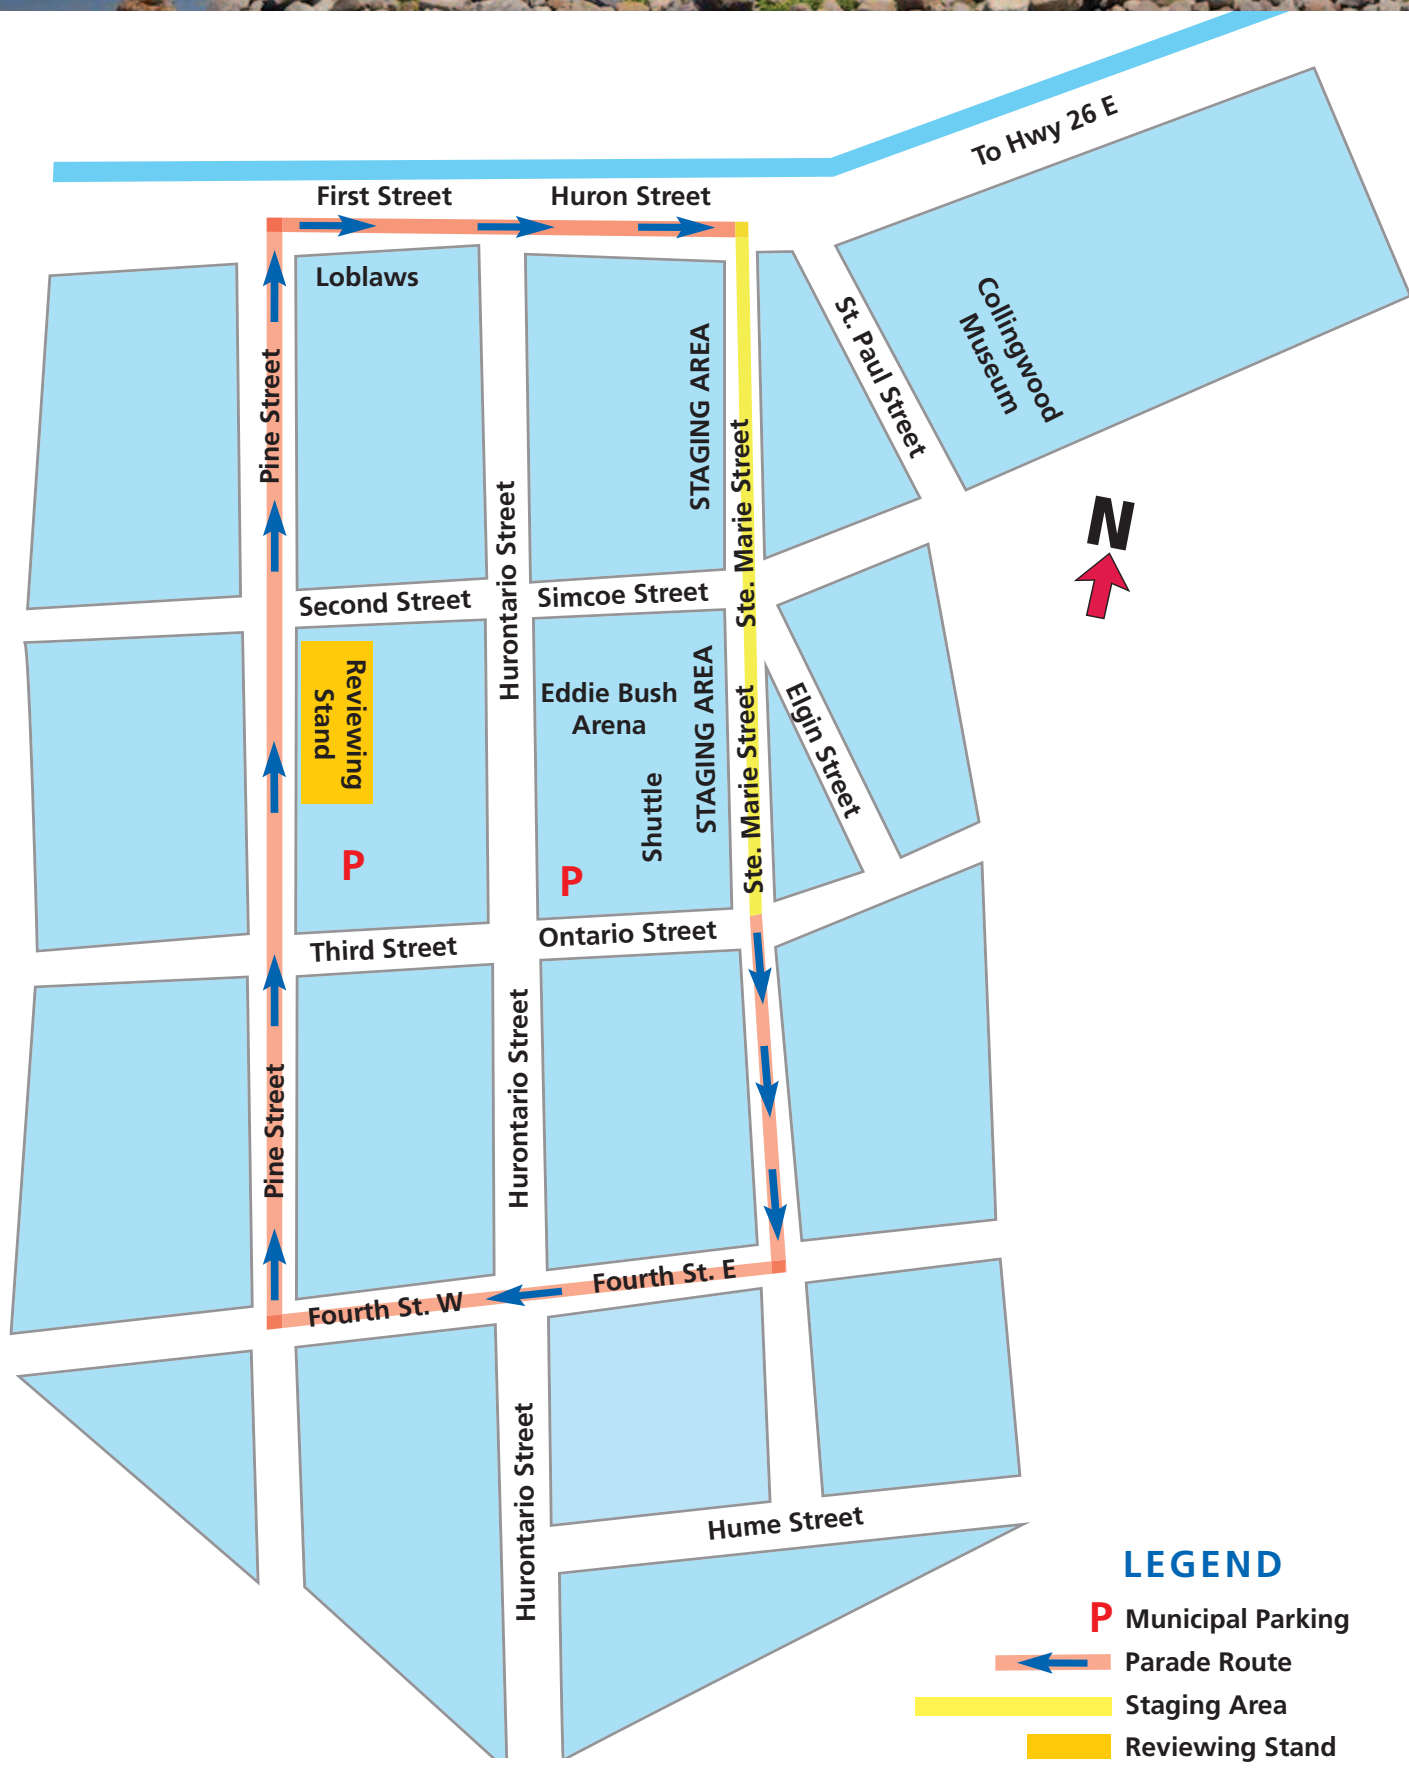 To Hwy 26 E
First Street
Huron Street
Loblaws
Collingwood
Museum
St. Paul Street
STAGING AREA
Pine Street
Ste. Marie Street
Hurontario Street
N
Second Street
Simcoe Street
Reviewing
Stand
Eddie Bush
Arena
STAGING AREA
Shuttle
Ste. Marie Street
Elgin Street
P
P
Third Street
Ontario Street
Hurontario Street
Pine Street
Fourth St. E
Fourth St. W
Hurontario Street
Hume Street
LEGEND
P Municipal Parking
Parade Route
Staging Area
Reviewing Stand